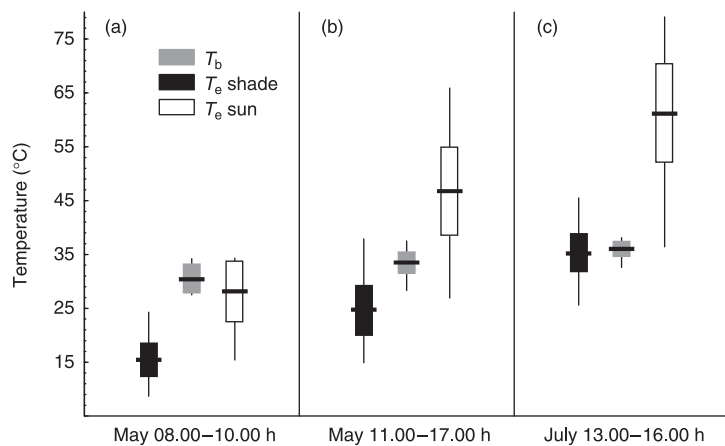 (a)
(b)
(c)
T_b
T_e shade
T_e sun
Temperature (°C)
75
65
55
45
35
25
15
May 08.00–10.00 h
May 11.00–17.00 h
July 13.00–16.00 h